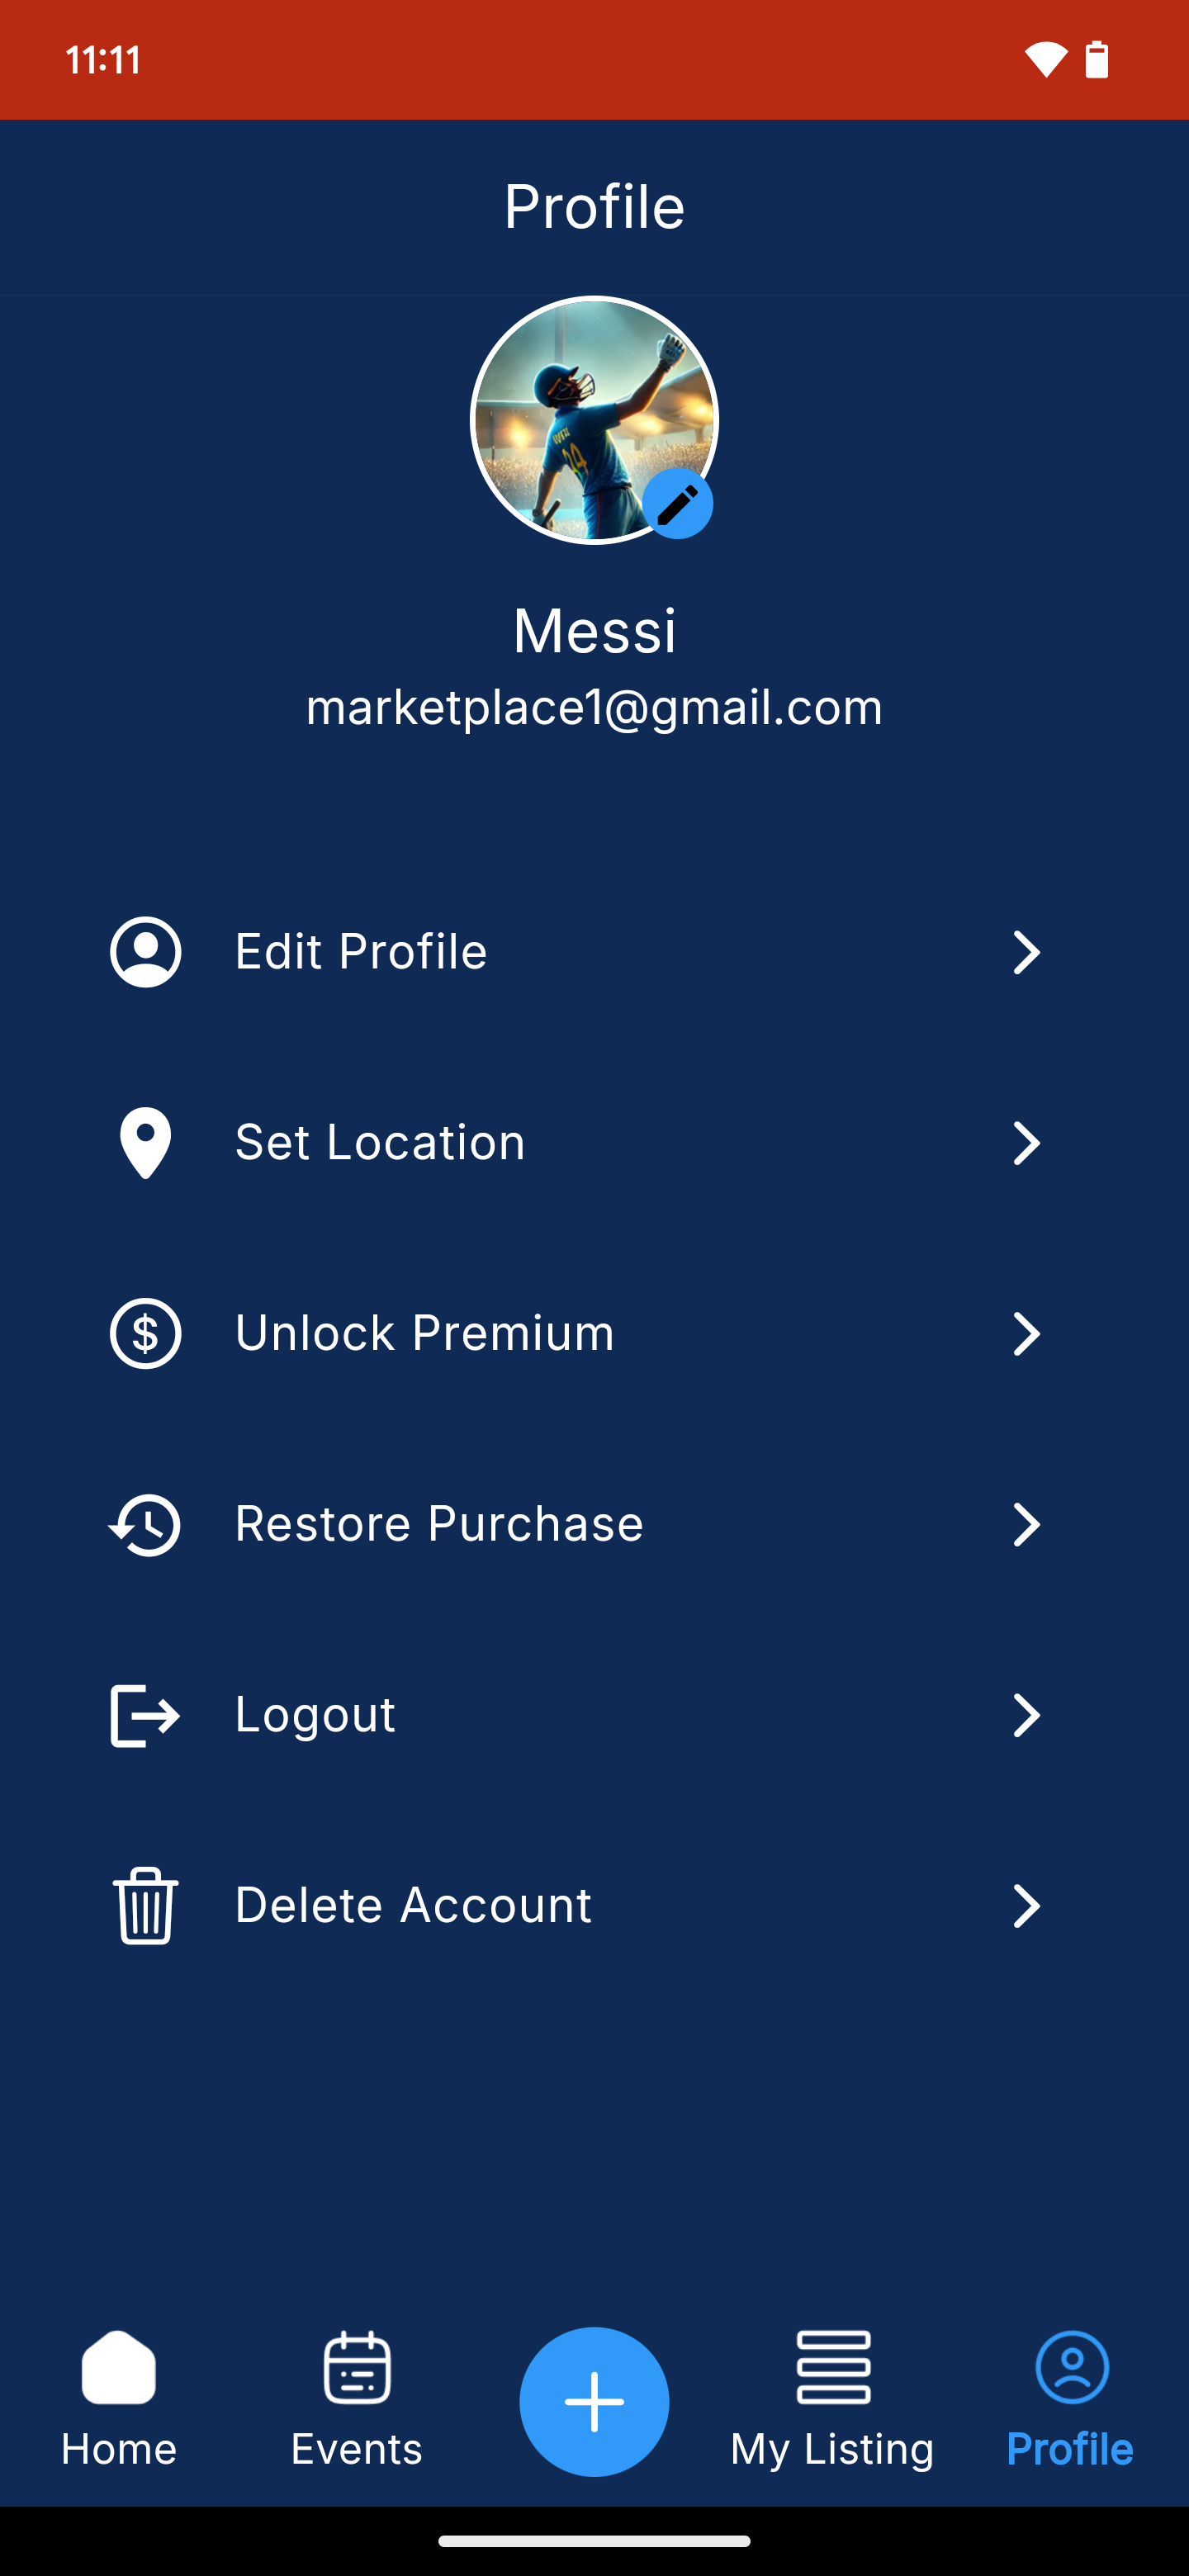 11:11
Profile
Messi
marketplace1@gmail.com
Edit Profile
Set Location
$
Unlock Premium
Restore Purchase
Logout
Delete Account
Home
Events
My Listing
Profile